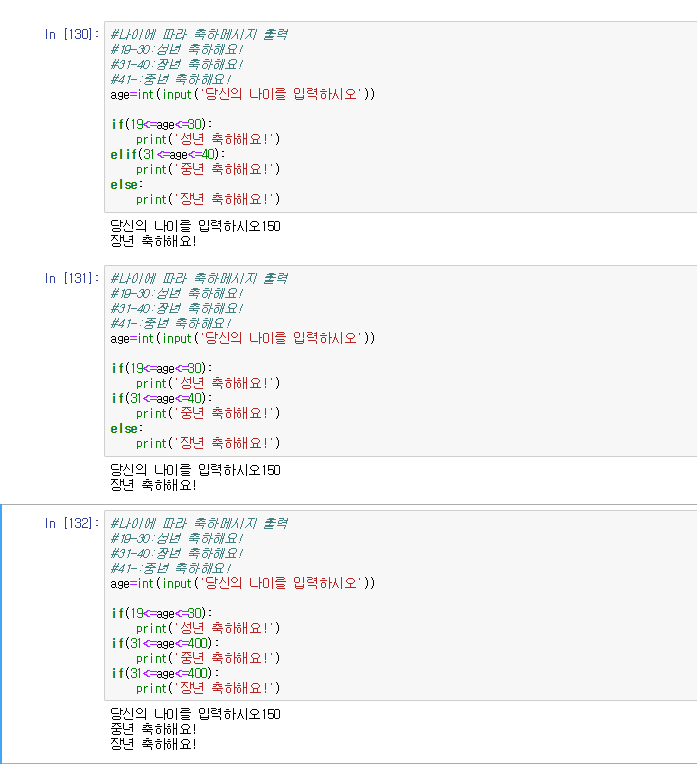 In [130]:
#나이에 따라 축하메시지 출력
#19-30:성년 축하해요!
#31-40:장년 축하해요!
#41-:중년 축하해요!
age=int(input('당신의 나이를 입력하시오'))
if(19<=age<=30):
print('성년 축하해요!')
elif(31<=age<=40):
print('중년 축하해요!')
else:
print('장년 축하해요!')
당신의 나이를 입력하시오150
장년 축하해요!
In [131]:
#나이에 따라 축하메시지 출력
#19-30:성년 축하해요!
#31-40:장년 축하해요!
#41-:중년 축하해요!
age=int(input('당신의 나이를 입력하시오'))
if(19<=age<=30):
print('성년 축하해요!')
if(31<=age<=40):
print('중년 축하해요!')
else:
print('장년 축하해요!')
당신의 나이를 입력하시오150
장년 축하해요!
In [132]:
#나이에 따라 축하메시지 출력
#19-30:성년 축하해요!
#31-40:장년 축하해요!
#41-:중년 축하해요!
age=int(input('당신의 나이를 입력하시오'))
if(19<=age<=30):
print('성년 축하해요!')
if(31<=age<=400):
print('중년 축하해요!')
if(31<=age<=400):
print('장년 축하해요!')
당신의 나이를 입력하시오150
중년 축하해요!
장년 축하해요!